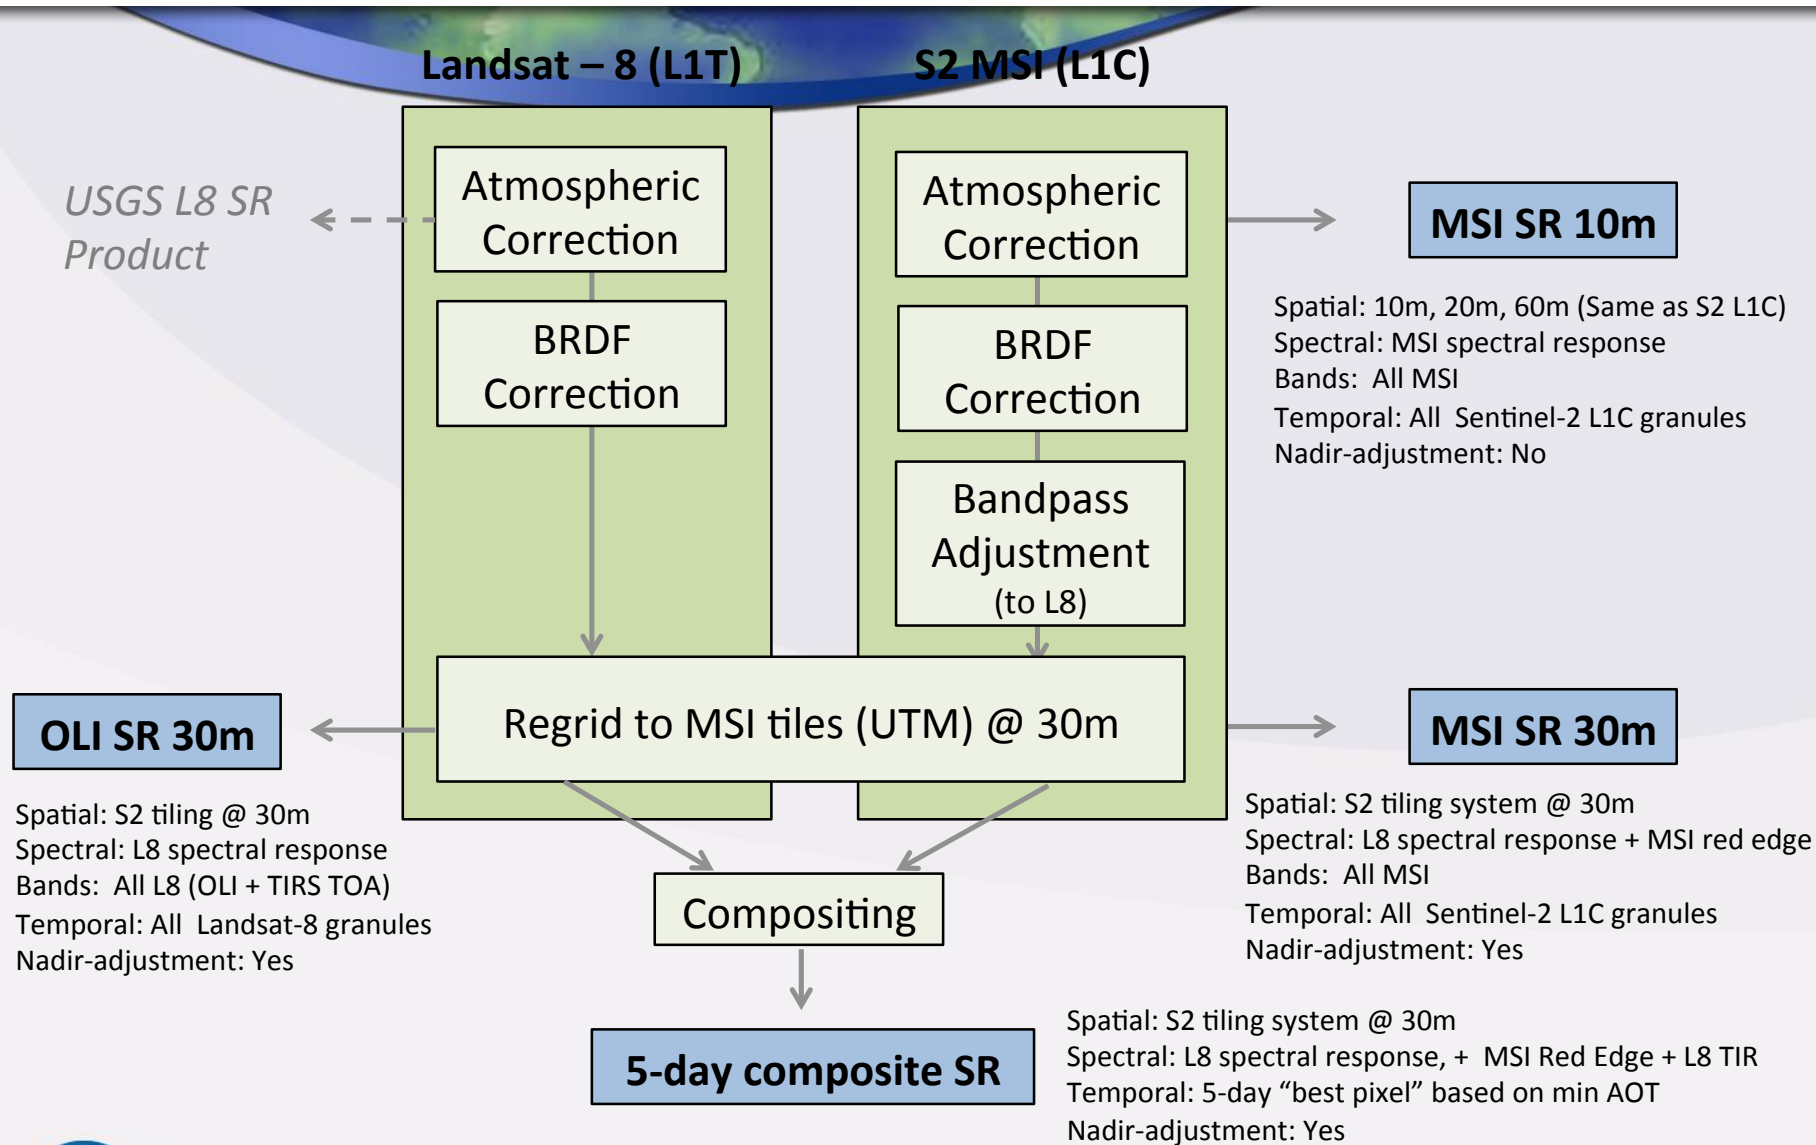 Landsat – 8 (L1T)
S2 MSI (L1C)
USGS L8 SR
Product
Atmospheric
Correction
BRDF
Correction
Atmospheric
Correction
BRDF
Correction
Bandpass
Adjustment
(to L8)
MSI SR 10m
Spatial: 10m, 20m, 60m (Same as S2 L1C)
Spectral: MSI spectral response
Bands: All MSI
Temporal: All Sentinel-2 L1C granules
Nadir-adjustment: No
Regrid to MSI tiles (UTM) @ 30m
OLI SR 30m
Spatial: S2 tiling @ 30m
Spectral: L8 spectral response
Bands: All L8 (OLI + TIRS TOA)
Temporal: All Landsat-8 granules
Nadir-adjustment: Yes
MSI SR 30m
Spatial: S2 tiling system @ 30m
Spectral: L8 spectral response + MSI red edge
Bands: All MSI
Temporal: All Sentinel-2 L1C granules
Nadir-adjustment: Yes
Compositing
5-day composite SR
Spatial: S2 tiling system @ 30m
Spectral: L8 spectral response, + MSI Red Edge + L8 TIR
Temporal: 5-day “best pixel” based on min AOT
Nadir-adjustment: Yes